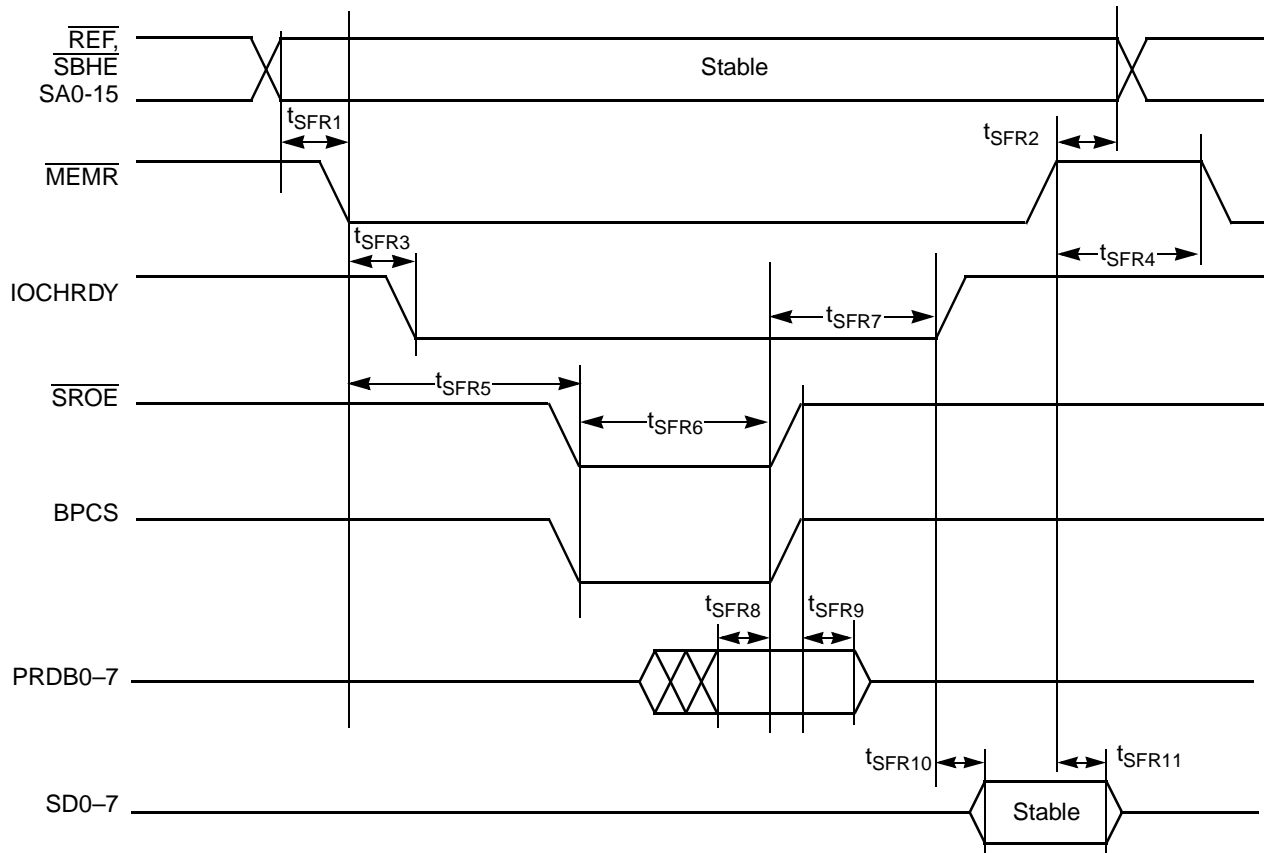 REF,
SBHE
SA0-15
Stable
tSFR1
tSFR2
MEMR
tSFR3
tSFR4
IOCHRDY
tSFR7
tSFR5
SROE
tSFR6
BPCS
tSFR8
tSFR9
PRDB0–7
tSFR10
tSFR11
SD0–7
Stable